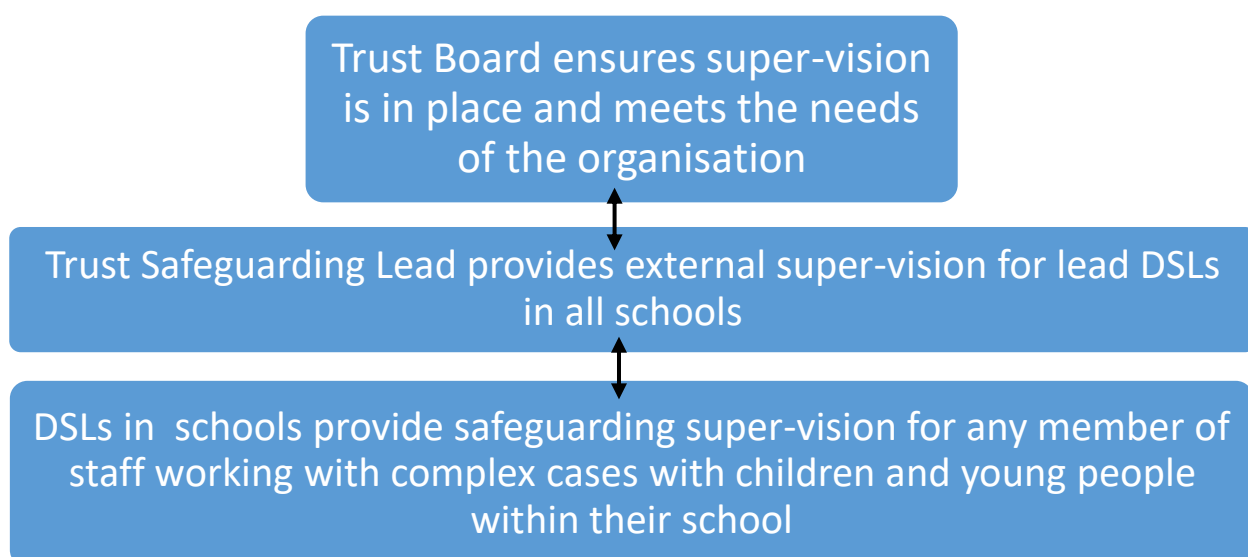 Trust Board ensures super-vision
is in place and meets the needs
of the organisation
Trust Safeguarding Lead provides external super-vision for lead DSLs
in all schools
DSLs in  schools provide safeguarding super-vision for any member of
staff working with complex cases with children and young people
within their school